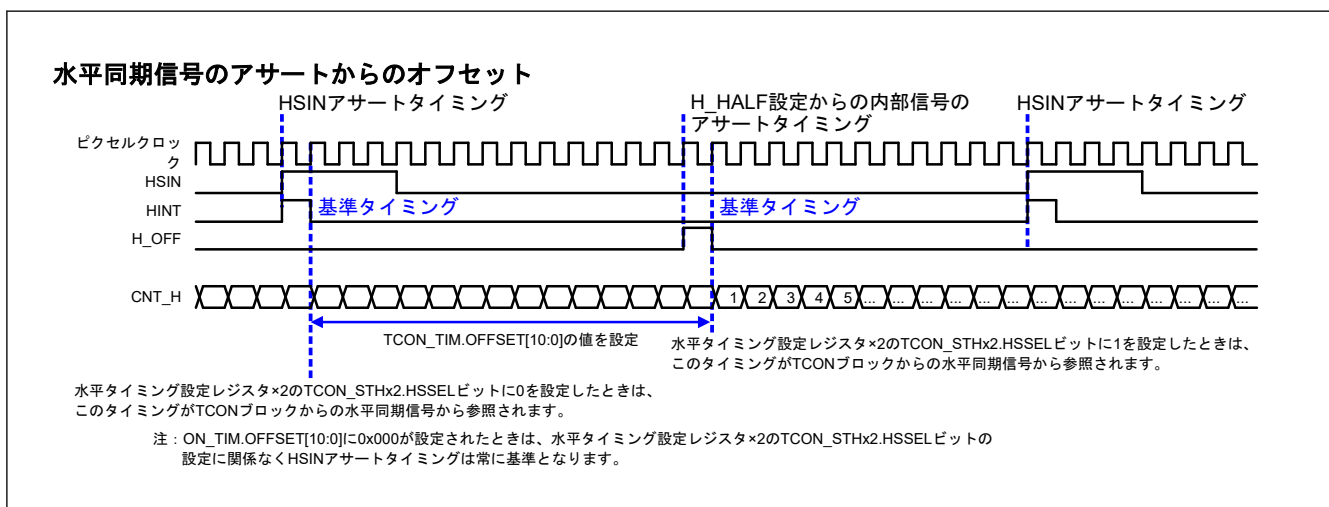 水平同期信号のアサートからのオフセット
HSINアサートタイミング
H_HALF設定からの内部信号の
アサートタイミング
HSINアサートタイミング
ピクセルクロッ
ク
HSIN
HINT
基準タイミング
基準タイミング
H_OFF
CNT_H
1 2 3 4 5 ... ... ... ... ... ... ... ... ... ... ... ... ...
TCON_TIM.OFFSET[10:0]の値を設定
水平タイミング設定レジスタ×2のTCON_STHx2.HSSELビットに1を設定したときは、
このタイミングがTCONブロックからの水平同期信号から参照されます。
水平タイミング設定レジスタ×2のTCON_STHx2.HSSELビットに0を設定したときは、
このタイミングがTCONブロックからの水平同期信号から参照されます。
注：ON_TIM.OFFSET[10:0]に0x000が設定されたときは、水平タイミング設定レジスタ×2のTCON_STHx2.HSSELビットの
設定に関係なくHSINアサートタイミングは常に基準となります。